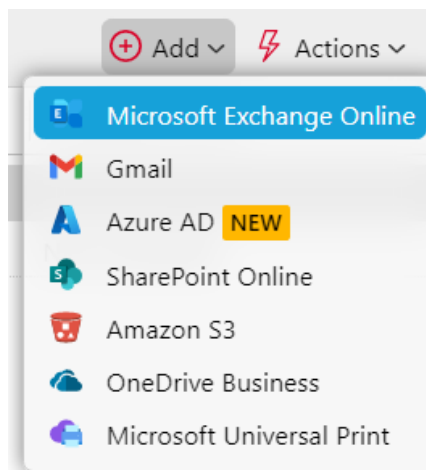 Add Actions
Microsoft Exchange Online
Gmail
Azure AD NEW
SharePoint Online
Amazon S3
OneDrive Business
Microsoft Universal Print